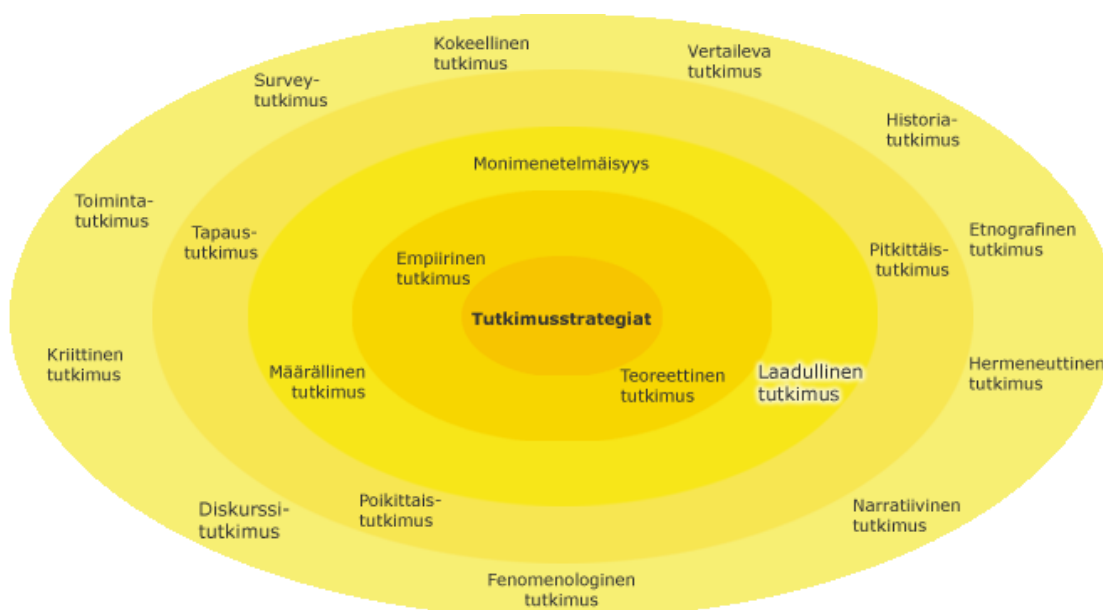 Kokeellinen
tutkimus
Vertaileva
tutkimus
Survey-
tutkimus
Historia-
tutkimus
Monimenetelmäisyys
Toiminta-
tutkimus
Tapaus-
tutkimus
Empiirinen
tutkimus
Pitkittäis-
tutkimus
Etnografinen
tutkimus
Tutkimusstrategiat
Kriittinen
tutkimus
Määrällinen
tutkimus
Teoreettinen
tutkimus
Laadullinen
tutkimus
Hermeneuttinen
tutkimus
Diskurssi-
tutkimus
Poikittais-
tutkimus
Narratiivinen
tutkimus
Fenomenologinen
tutkimus